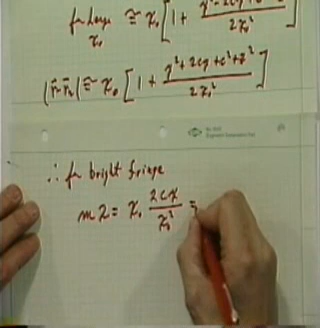 for large x₀ ≅ x₀ [ 1 + y²-2cy+c²+z² / 2x₀² ]
|r̄-r̄₂| ≅ x₀ [ 1 + y²+2cy+c²+z² / 2x₀² ]
∴ for bright fringe
mλ = x₀ 2cy / x₀² =